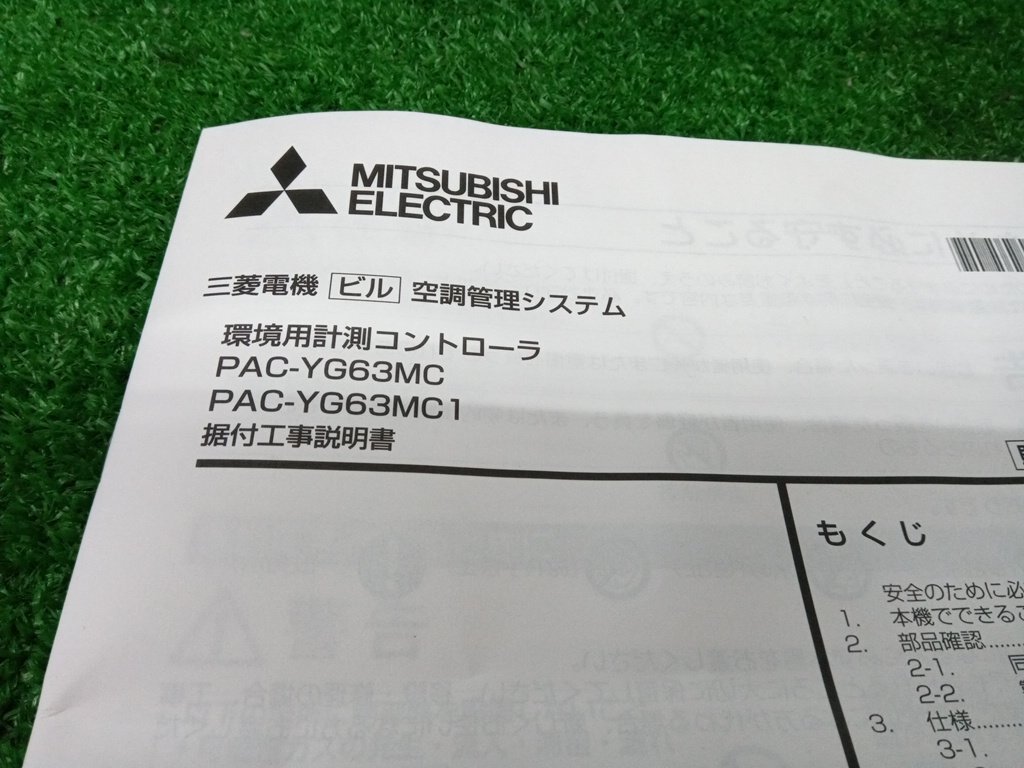 MITSUBISHI
ELECTRIC
三菱電機 ビル 空調管理システム
環境用計測コントローラ
PAC-YG63MC
PAC-YG63MC1
据付工事説明書
もくじ
安全のために必
1. 本機でできるこ
2. 部品確認......
2-1. 同
2-2.
3. 仕様........
3-1.